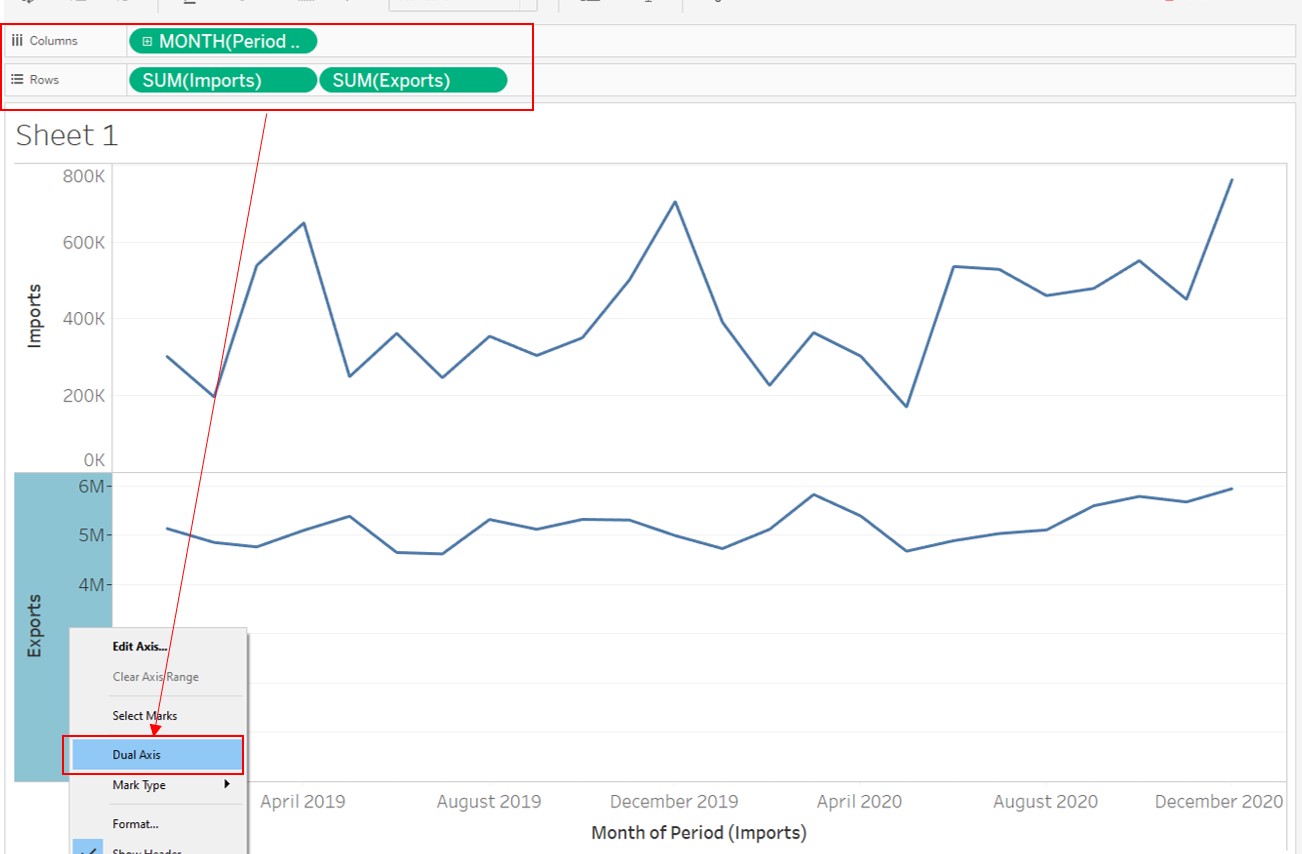 Columns
MONTH(Period ..
Rows
SUM(Imports) SUM(Exports)
Sheet 1
800K
600K
400K
200K
0K
Imports
6M
5M
4M
Exports
Edit Axis...
Clear Axis Range
Select Marks
Dual Axis
Mark Type
Format...
Show Header
April 2019 August 2019 December 2019 April 2020 August 2020 December 2020
Month of Period (Imports)